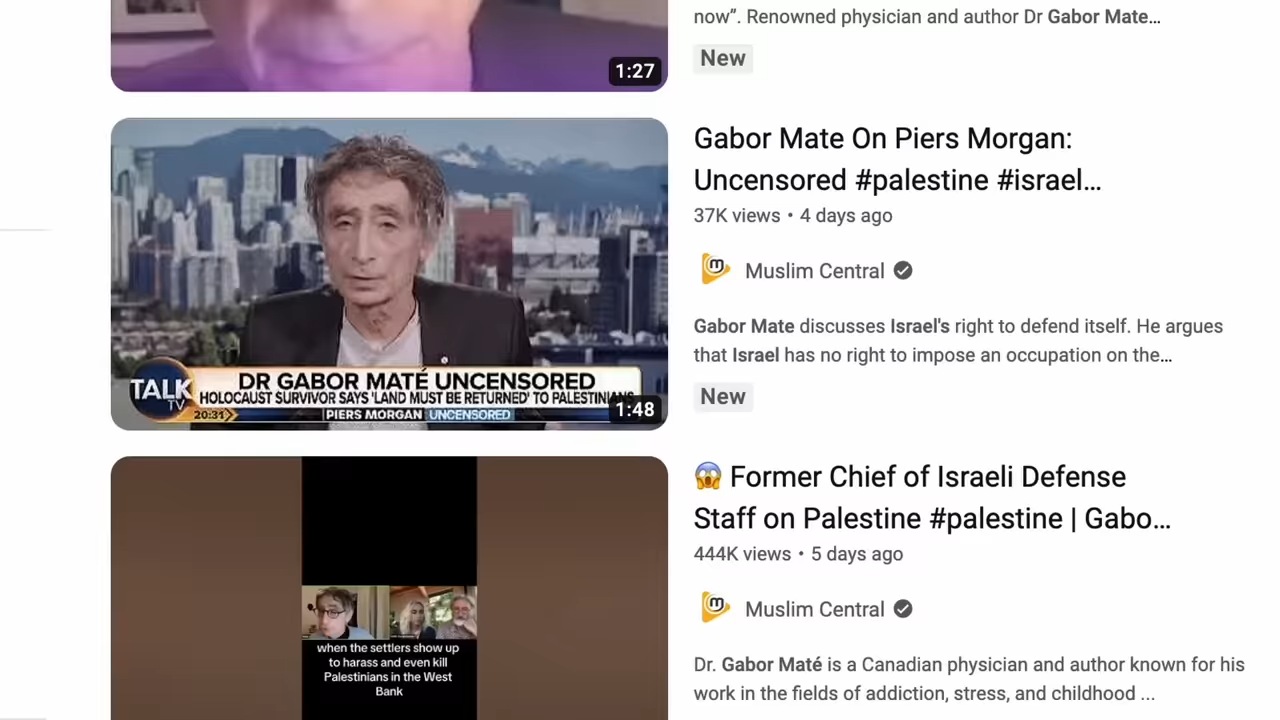 now”. Renowned physician and author Dr Gabor Mate…
New
1:27
Gabor Mate On Piers Morgan:
Uncensored #palestine #israel…
37K views • 4 days ago
m
Muslim Central
Gabor Mate discusses Israel's right to defend itself. He argues
that Israel has no right to impose an occupation on the…
New
DR GABOR MATÉ UNCENSORED
HOLOCAUST SURVIVOR SAYS 'LAND MUST BE RETURNED' TO PALESTINIANS
TALK
TV
20:31
PIERS MORGAN UNCENSORED
1:48
😱 Former Chief of Israeli Defense
Staff on Palestine #palestine | Gabo…
444K views • 5 days ago
m
Muslim Central
Dr. Gabor Maté is a Canadian physician and author known for his
work in the fields of addiction, stress, and childhood ...
when the settlers show up
to harass and even kill
Palestinians in the West
Bank